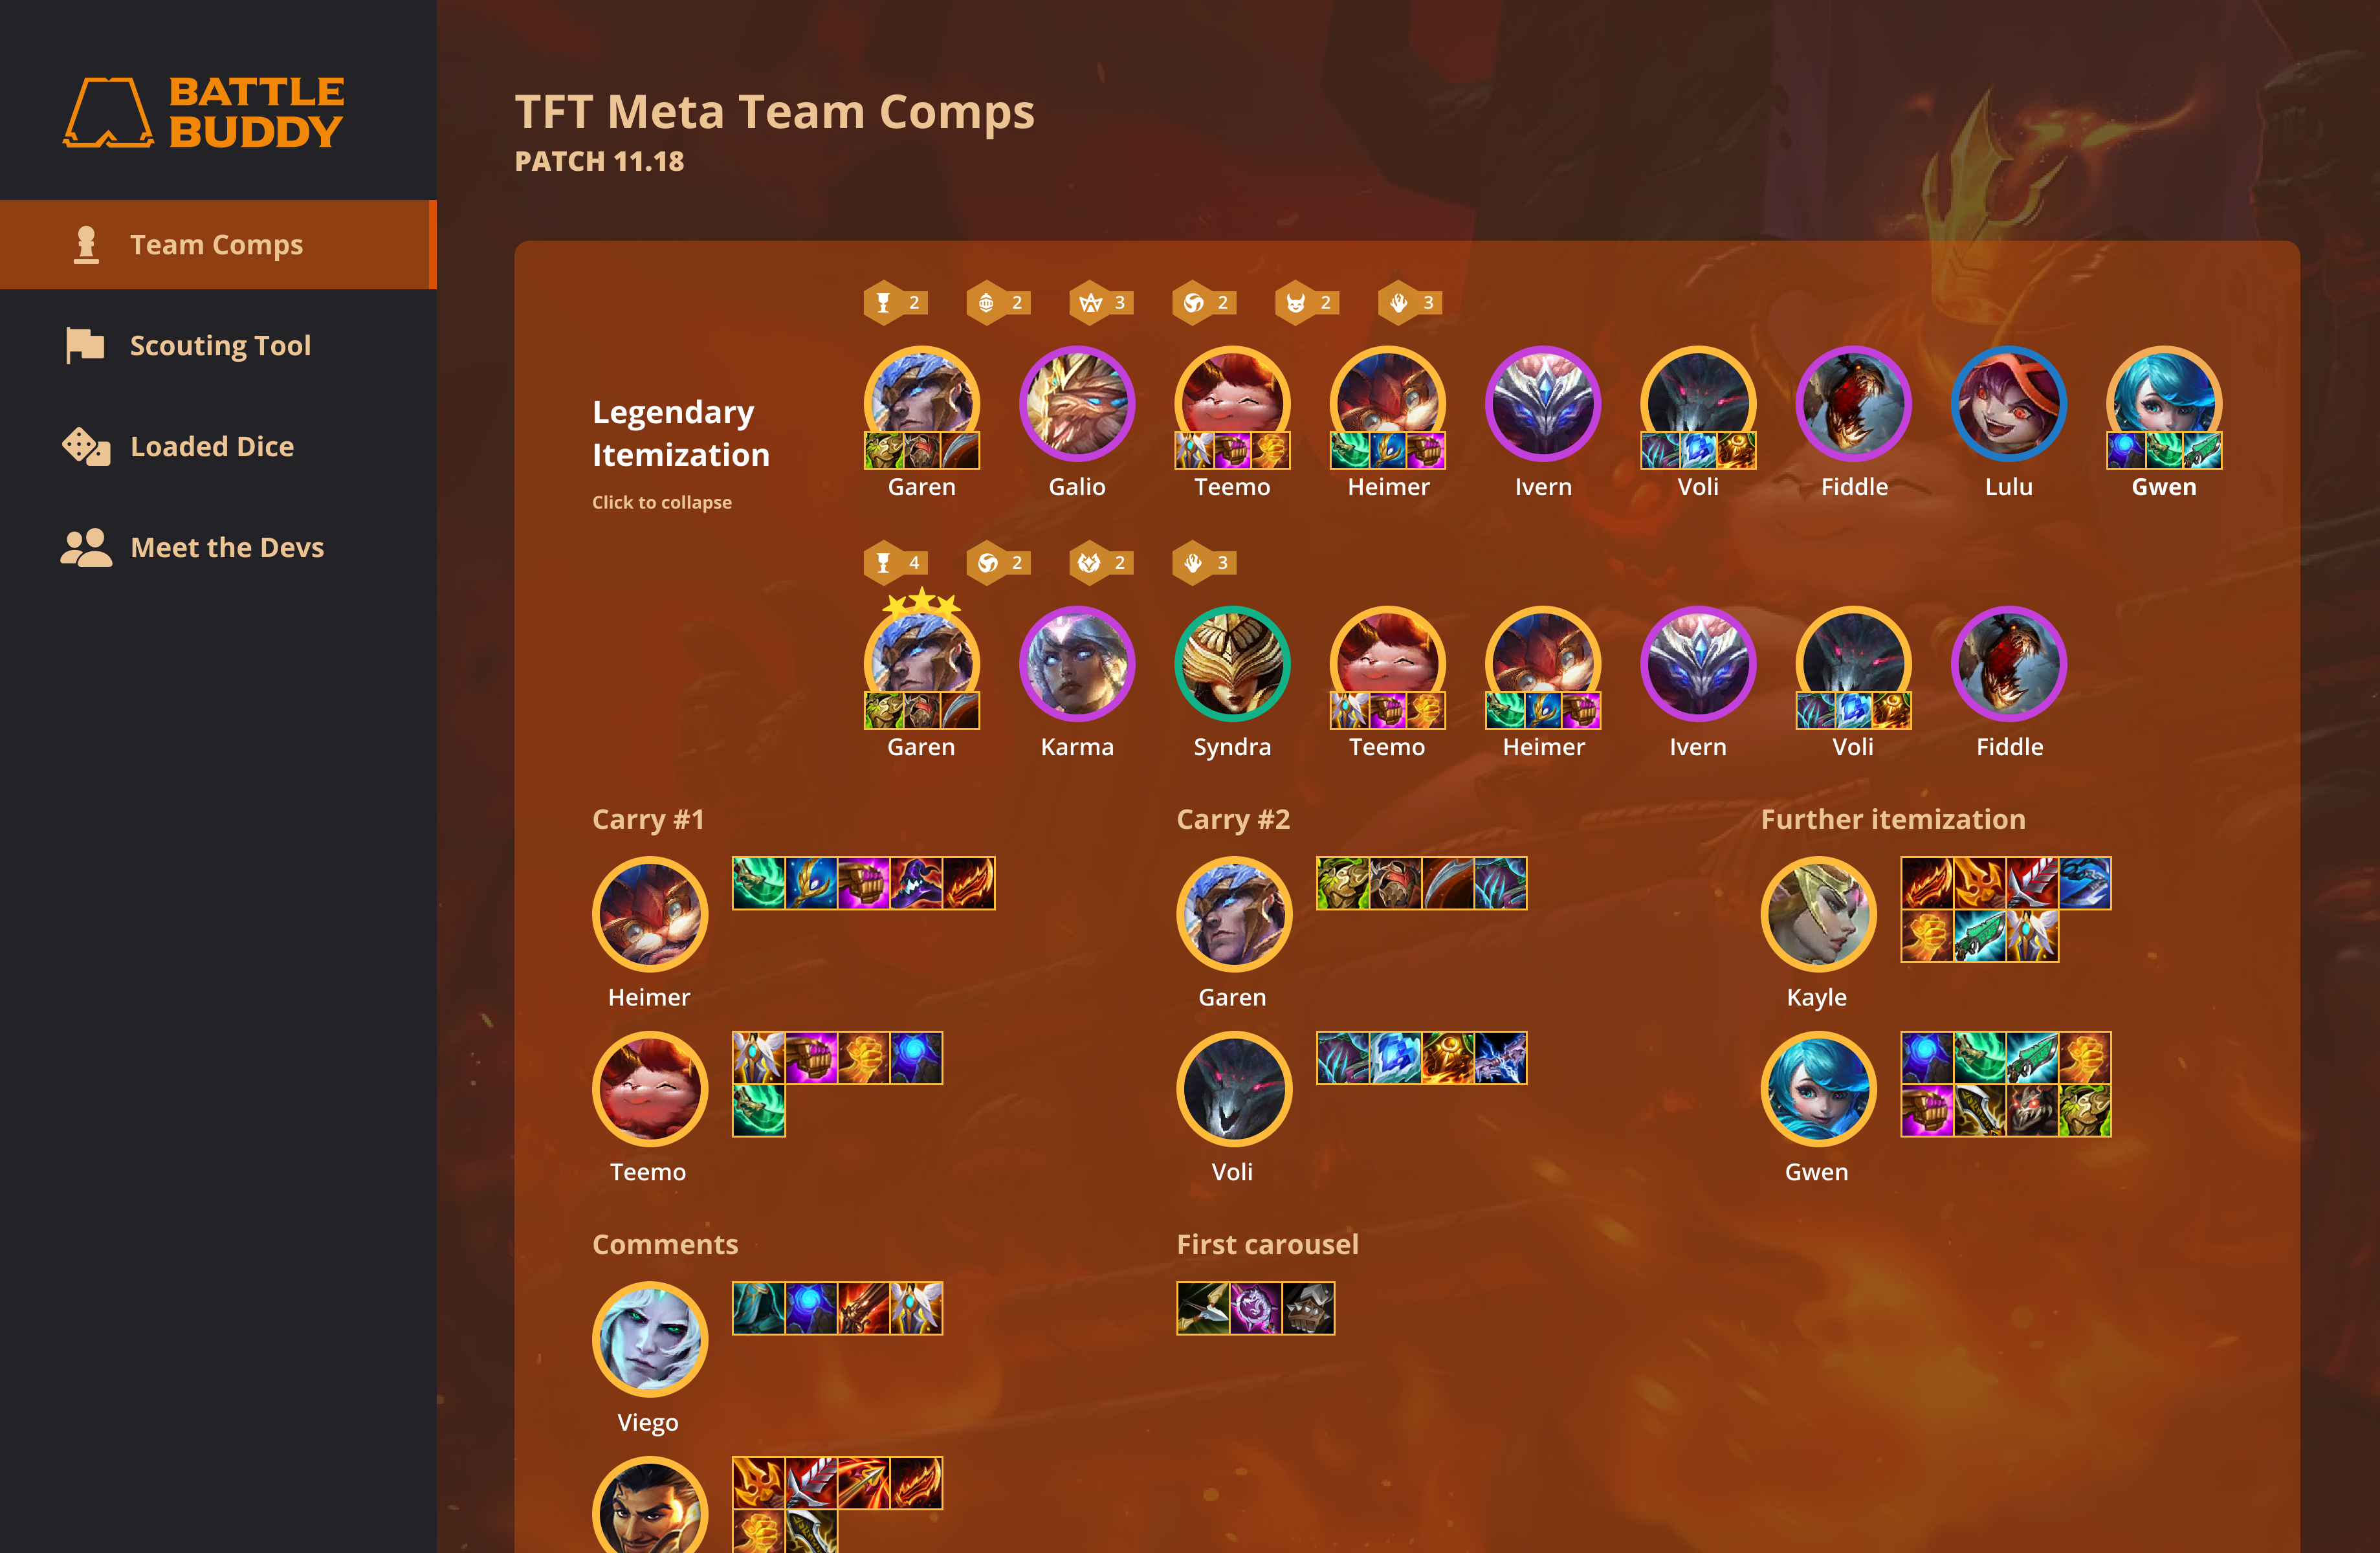 BATTLE
BUDDY
Team Comps
Scouting Tool
Loaded Dice
Meet the Devs
TFT Meta Team Comps
PATCH 11.18
2 2 3 2 2 3
Legendary
Itemization
Click to collapse
Garen Galio Teemo Heimer Ivern Voli Fiddle Lulu Gwen
4 2 2 3
Garen Karma Syndra Teemo Heimer Ivern Voli Fiddle
Carry #1 Carry #2 Further itemization
Heimer Garen Kayle
Teemo Voli Gwen
Comments First carousel
Viego